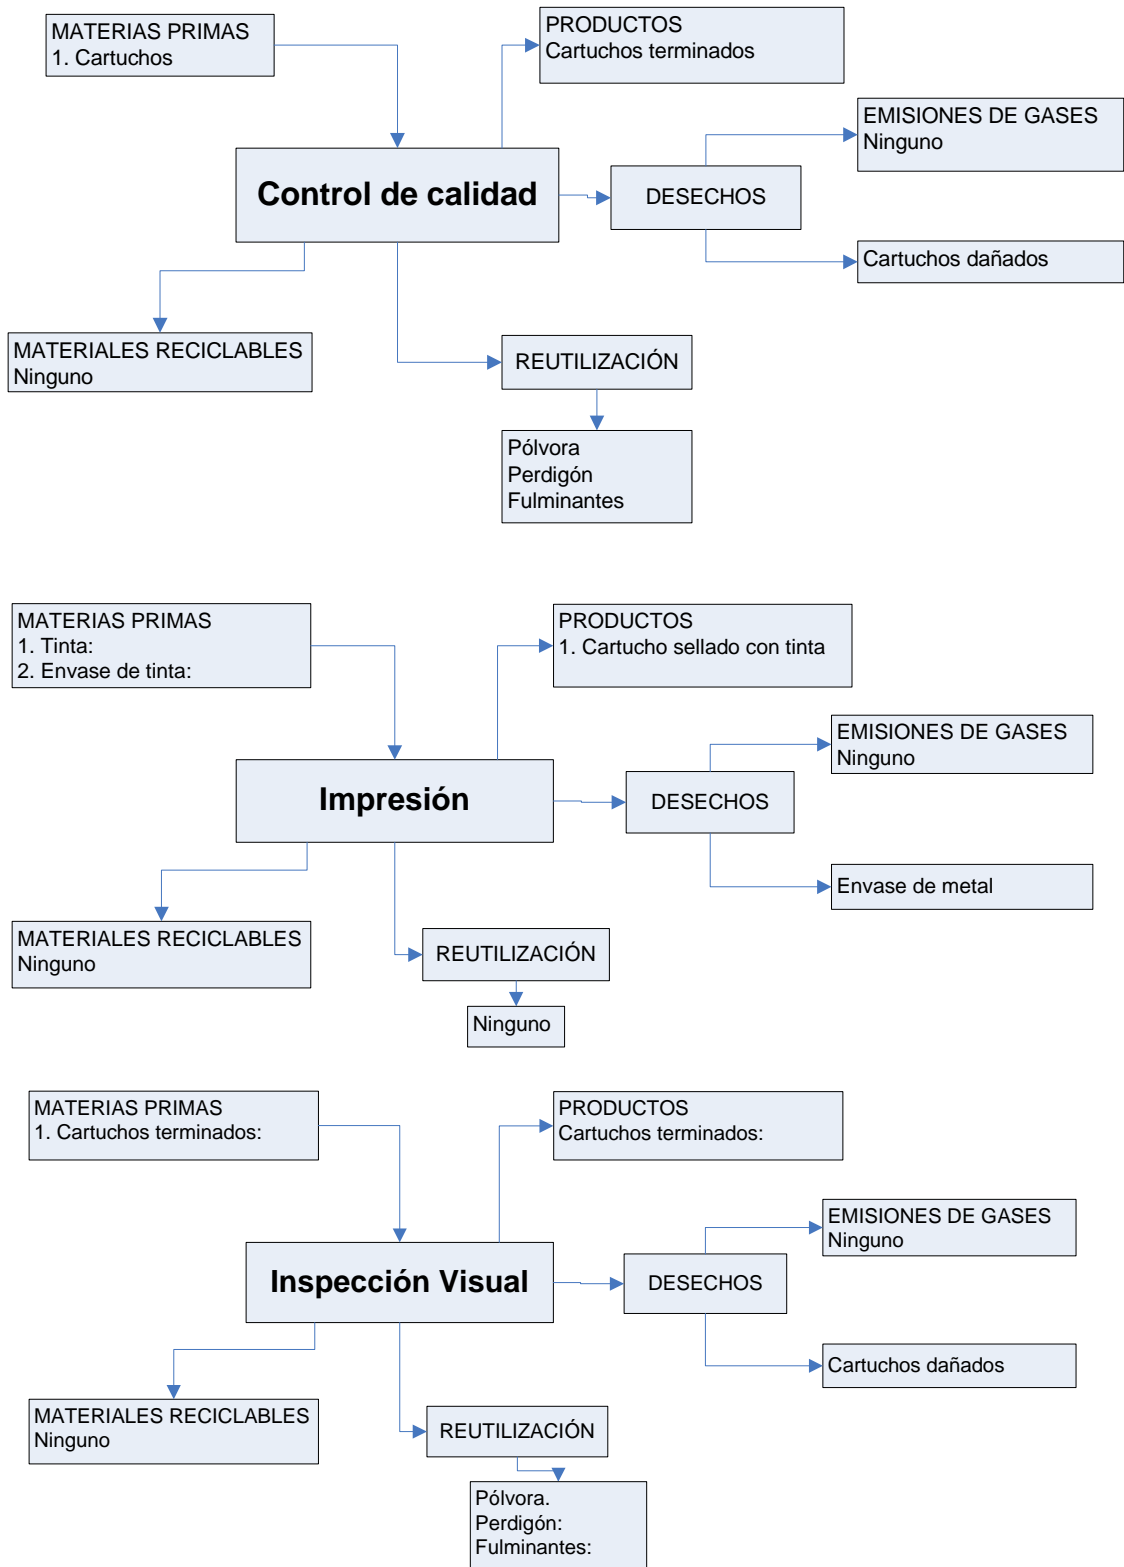 MATERIAS PRIMAS
1. Cartuchos
PRODUCTOS
Cartuchos terminados
EMISIONES DE GASES
Ninguno
Control de calidad
DESECHOS
Cartuchos dañados
MATERIALES RECICLABLES
Ninguno
REUTILIZACIÓN
Pólvora
Perdigón
Fulminantes
MATERIAS PRIMAS
1. Tinta:
2. Envase de tinta:
PRODUCTOS
1. Cartucho sellado con tinta
EMISIONES DE GASES
Ninguno
Impresión
DESECHOS
Envase de metal
MATERIALES RECICLABLES
Ninguno
REUTILIZACIÓN
Ninguno
MATERIAS PRIMAS
1. Cartuchos terminados:
PRODUCTOS
Cartuchos terminados:
EMISIONES DE GASES
Ninguno
Inspección Visual
DESECHOS
Cartuchos dañados
MATERIALES RECICLABLES
Ninguno
REUTILIZACIÓN
Pólvora.
Perdigón:
Fulminantes: